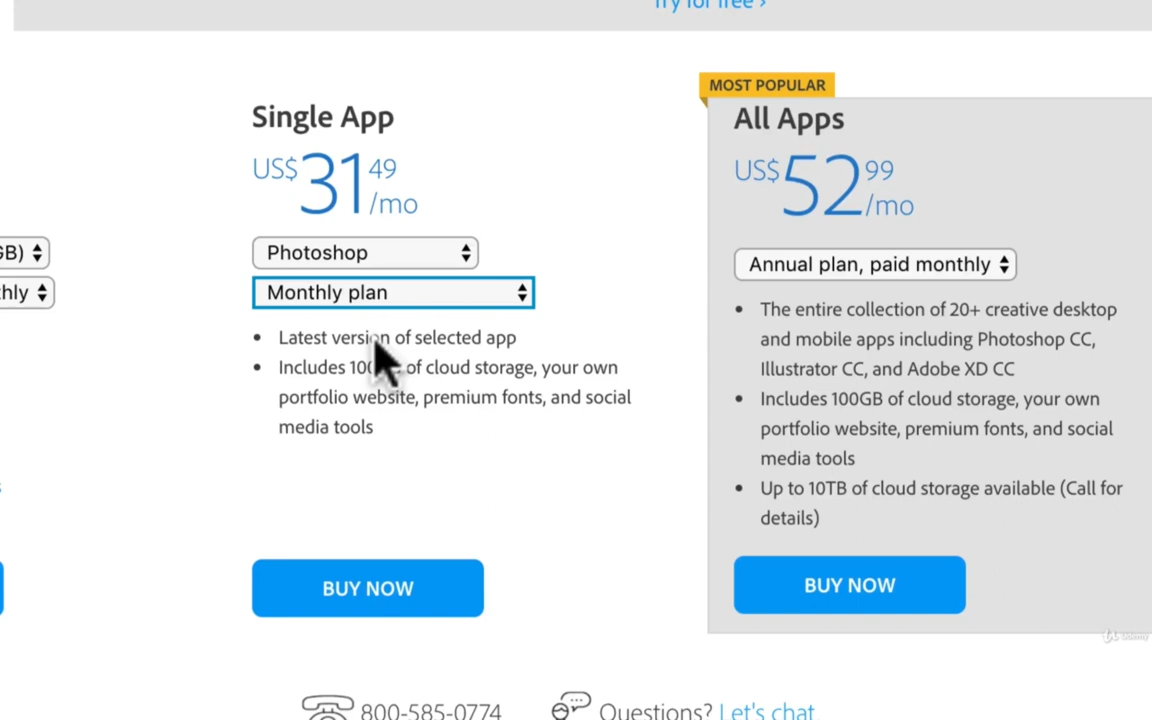 Try for free ›
MOST POPULAR
Single App
US$31 49 /mo
Photoshop
Monthly plan
• Latest version of selected app
• Includes of cloud storage, your own
portfolio website, premium fonts, and social
media tools
BUY NOW
All Apps
US$52 99 /mo
Annual plan, paid monthly
• The entire collection of 20+ creative desktop
and mobile apps including Photoshop CC,
Illustrator CC, and Adobe XD CC
• Includes 100GB of cloud storage, your own
portfolio website, premium fonts, and social
media tools
• Up to 10TB of cloud storage available (Call for
details)
BUY NOW
800-585-0774
Questions? Let's chat.
Udemy